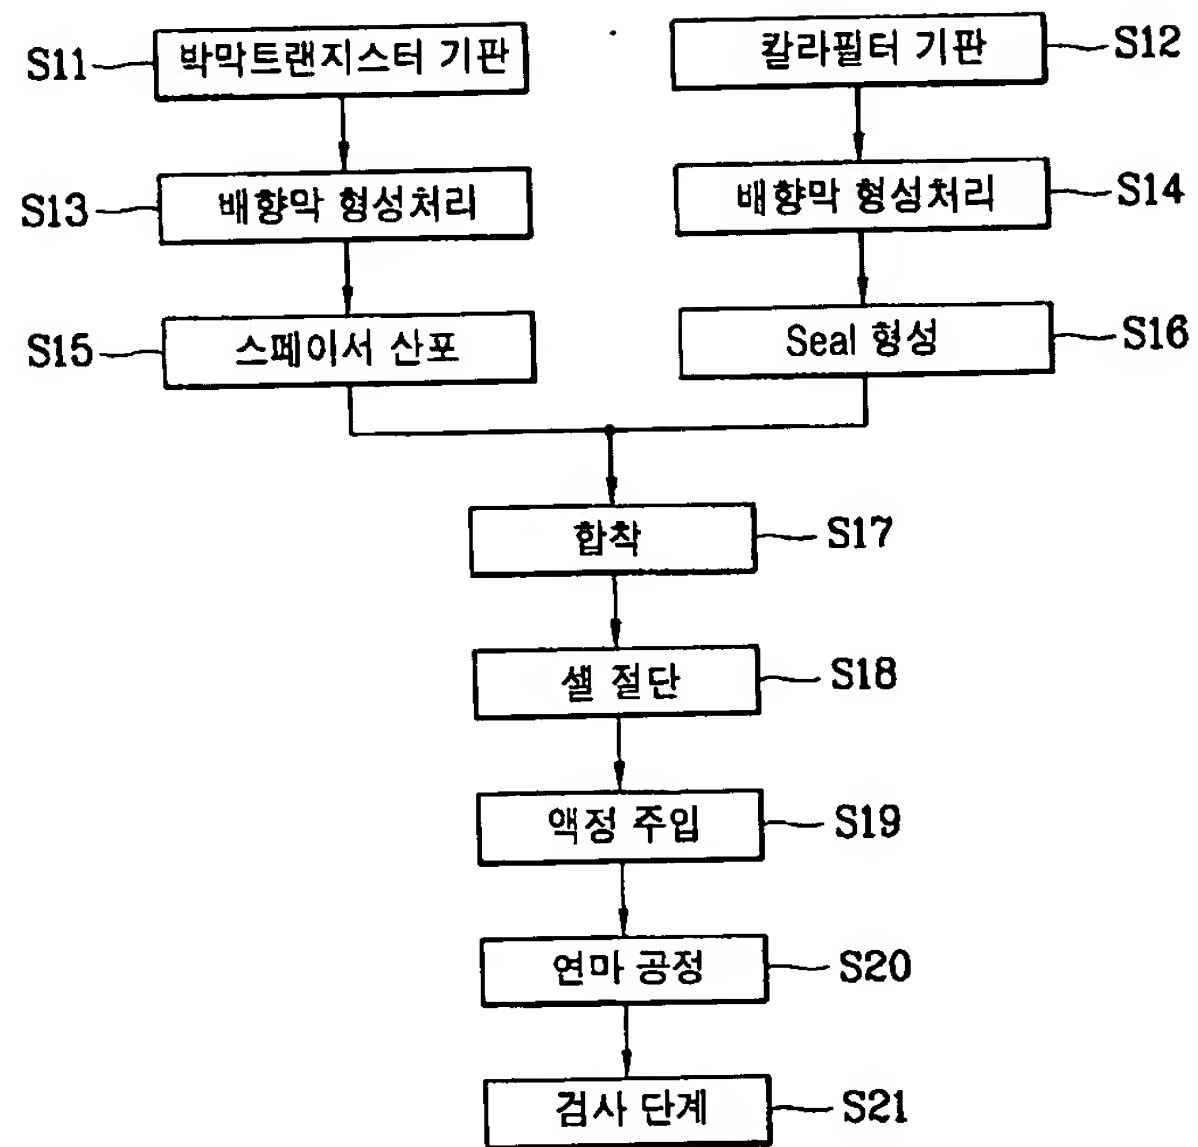 S11 박막트랜지스터 기판
칼라필터 기판 S12
S13 배향막 형성처리
배향막 형성처리 S14
S15 스페이서 산포
Seal 형성 S16
합착 S17
셀 절단 S18
액정 주입 S19
연마 공정 S20
검사 단계 S21